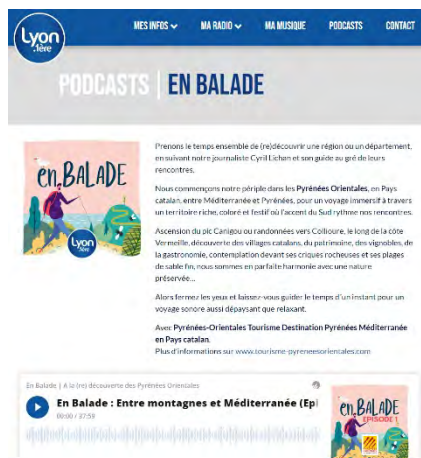 Lyon
1ère
MES INFOS
MA RADIO
MA MUSIQUE
PODCASTS
CONTACT
PODCASTS | EN BALADE
en BALADE
Lyon
Prenons le temps ensemble de (re)découvrir une région ou un département,
en suivant notre journaliste Cyril Lichan et son guide au gré de leurs
rencontres.
Nous commençons notre périple dans les Pyrénées Orientales, en Pays
catalan, entre Méditerranée et Pyrénées, pour un voyage immersif à travers
un territoire riche, coloré et festif où l'accent du Sud rythme nos rencontres.
Ascension du pic Canigou ou randonnées vers Collioure, le long de la côte
Vermeille, découverte des villages catalans, du patrimoine, des vignobles, de
la gastronomie, contemplation devant ses criques rocheuses et ses plages
de sable fin, nous sommes en parfaite harmonie avec une nature
préservée...
Alors fermez les yeux et laissez-vous guider le temps d'un instant pour un
voyage sonore aussi dépaysant que relaxant.
Avec Pyrénées-Orientales Tourisme Destination Pyrénées Méditerranée
en Pays catalan.
Plus d'informations sur www.tourisme-pyreneesorientales.com
En Balade | A la (re) découverte des Pyrénées Orientales
En Balade : Entre montagnes et Méditerranée (Epi
00:00 / 37:59
en BALADE
EPISODE 1